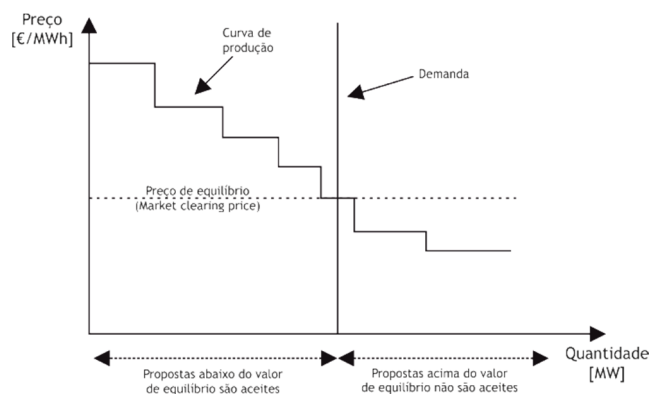 Preço
[€/MWh]
Curva de
produção
Demanda
Preço de equilíbrio
(Market clearing price)
Quantidade
[MW]
Propostas abaixo do valor
de equilíbrio são aceites
Propostas acima do valor
de equilíbrio não são aceites